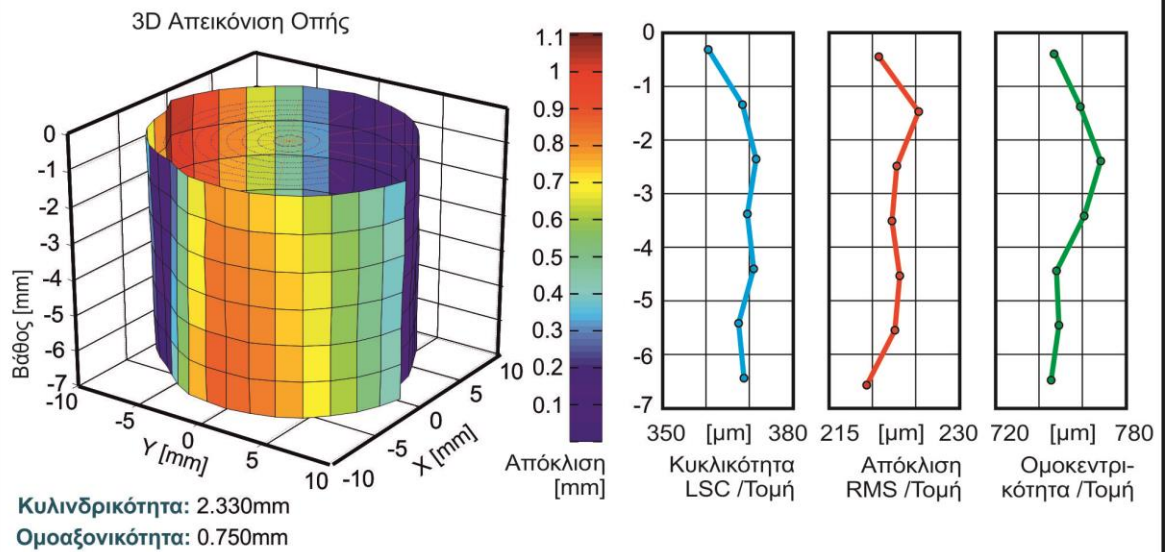 3D Απεικόνιση Οπής
0
-1
-2
-3
-4
-5
-6
-7
Βάθος [mm]
-10
-5
0
5
10
Y [mm]
-10
-5
0
5
10
X [mm]
1.1
1
0.9
0.8
0.7
0.6
0.5
0.4
0.3
0.2
0.1
Απόκλιση
[mm]
0
-1
-2
-3
-4
-5
-6
-7
350 [μm] 380
Κυκλικότητα
LSC /Τομή
215 [μm] 230
Απόκλιση
RMS /Τομή
720 [μm] 780
Ομοκεντρι-
κότητα /Τομή
Κυλινδρικότητα: 2.330mm
Ομοαξονικότητα: 0.750mm